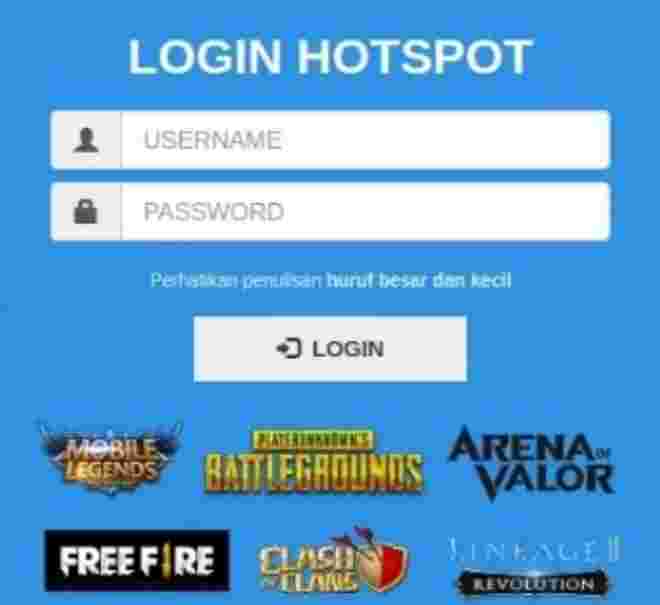 LOGIN HOTSPOT
USERNAME
PASSWORD
Perhatikan penulisan huruf besar dan kecil
LOGIN
MOBILE
LEGENDS
PLAYERUNKNOWN'S
BATTLEGROUNDS
ARENA OF
VALOR
FREE FIRE
CLASH
OF CLANS
LINEAGE II
REVOLUTION